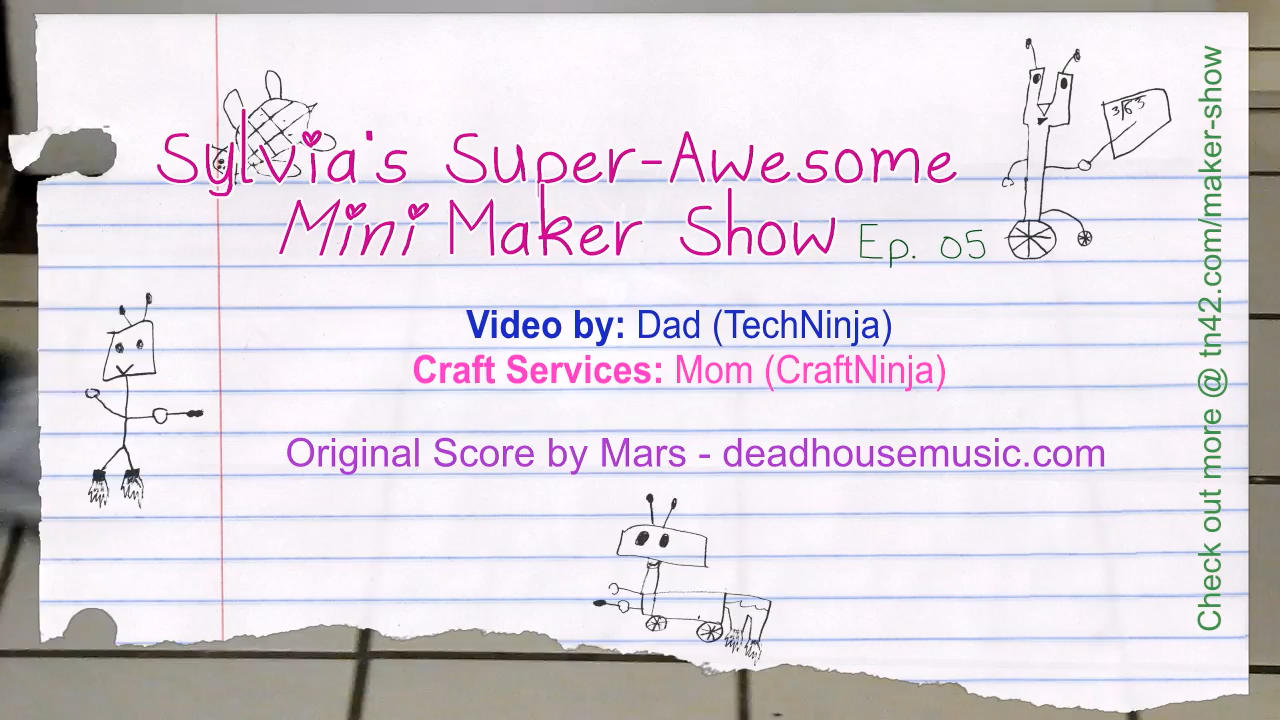 Sylvia's Super-Awesome
Mini Maker Show Ep. 05
Video by: Dad (TechNinja)
Craft Services: Mom (CraftNinja)
Original Score by Mars - deadhousemusic.com
Check out more @ tn42.com/maker-show